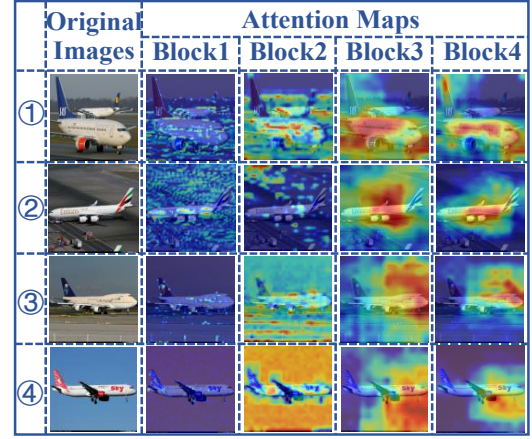 Original Images
Attention Maps
Block1 Block2 Block3 Block4
①
②
③
④
sky